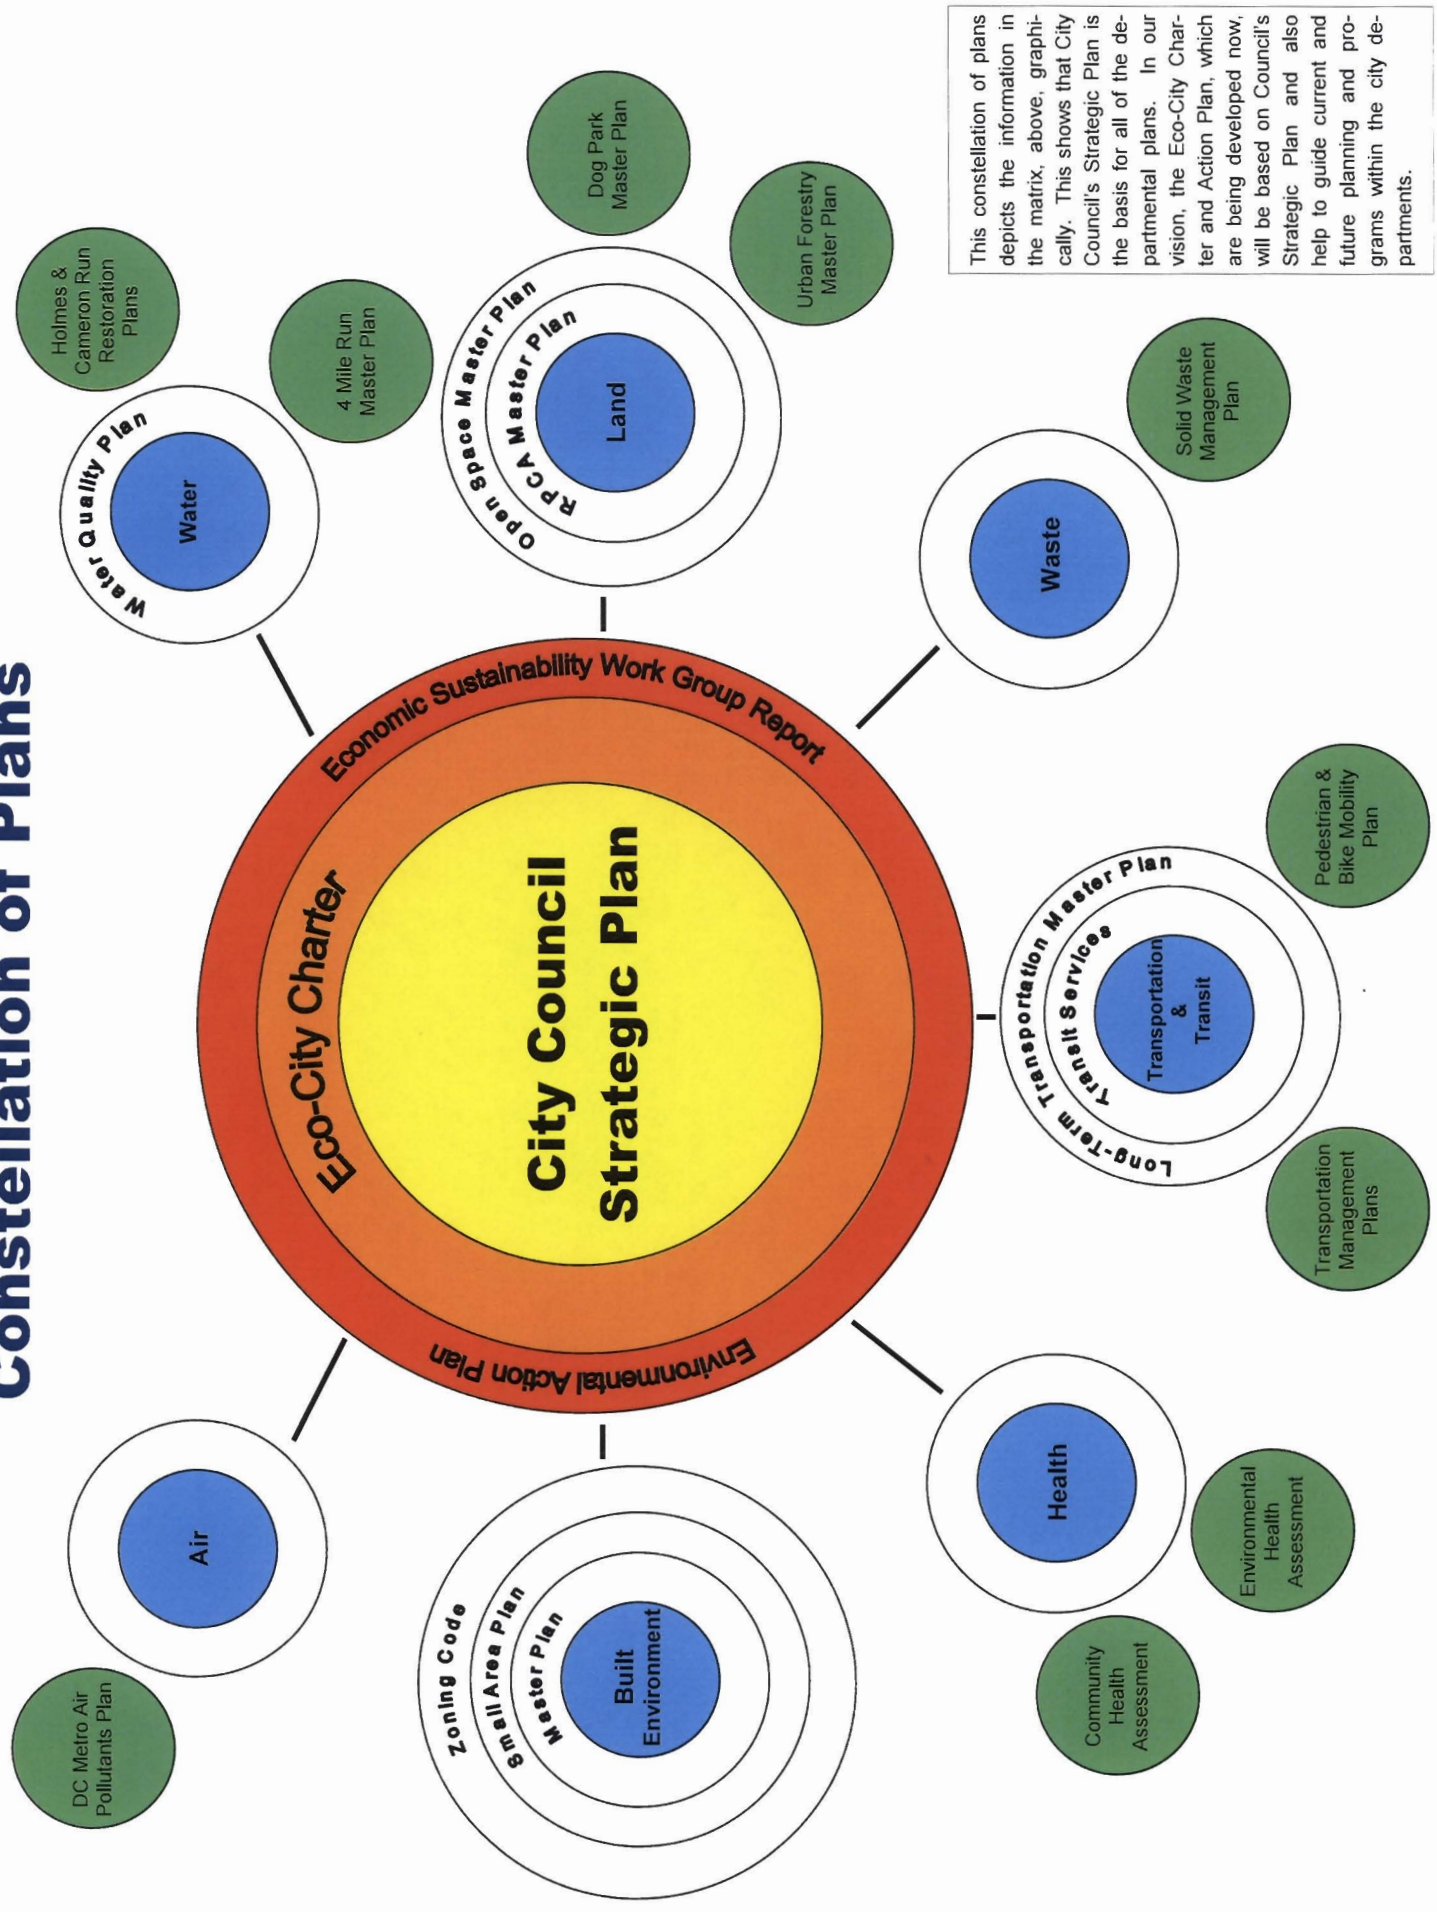 Constellation of Plans
DC Metro Air
Pollutants Plan
Air
Water Quality Plan
Water
Holmes &
Cameron Run
Restoration
Plans
4 Mile Run
Master Plan
Zoning Code
Small Area Plan
Master Plan
Built
Environment
Environmental Action Plan
Eco-City Charter
City Council
Strategic Plan
Economic Sustainability Work Group Report
Open Space Master Plan
RPCA Master Plan
Land
Dog Park
Master Plan
Urban Forestry
Master Plan
Health
Community
Health
Assessment
Environmental
Health
Assessment
Long-Term Transportation Master Plan
Transit Services
Transportation
&
Transit
Transportation
Management
Plans
Pedestrian &
Bike Mobility
Plan
Waste
Solid Waste
Management
Plan
This constellation of plans
depicts the information in
the matrix, above, graphi-
cally. This shows that City
Council's Strategic Plan is
the basis for all of the de-
partmental plans. In our
vision, the Eco-City Char-
ter and Action Plan, which
are being developed now,
will be based on Council's
Strategic Plan and also
help to guide current and
future planning and pro-
grams within the city de-
partments.